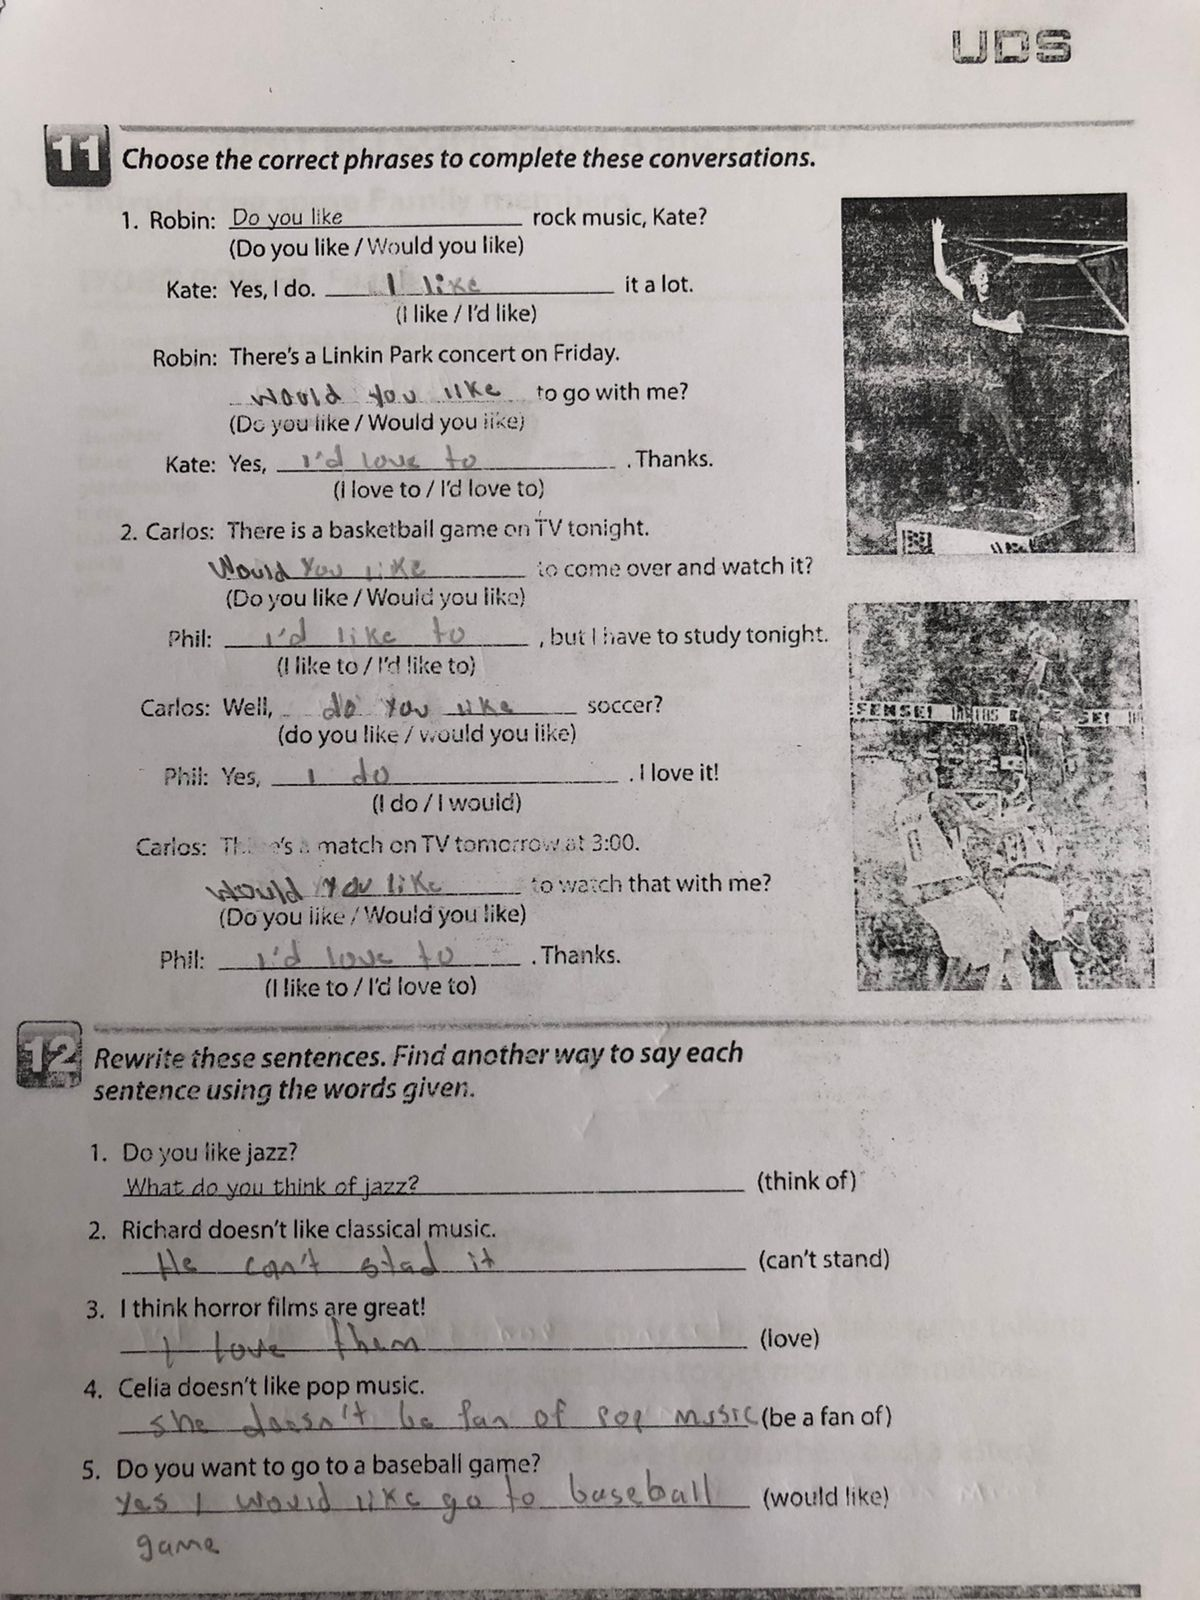 UDS
11 Choose the correct phrases to complete these conversations.
1. Robin: Do you like rock music, Kate?
(Do you like / Would you like)
Kate: Yes, I do. I like it a lot.
(I like / I'd like)
Robin: There's a Linkin Park concert on Friday.
would you like to go with me?
(Do you like / Would you like)
Kate: Yes, i'd love to . Thanks.
(I love to / I'd love to)
2. Carlos: There is a basketball game on TV tonight.
Would You like to come over and watch it?
(Do you like / Would you like)
Phil: i'd like to , but I have to study tonight.
(I like to / I'd like to)
Carlos: Well, do you like soccer?
(do you like / would you like)
Phil: Yes, I do . I love it!
(I do / I would)
Carlos: There's a match on TV tomorrow at 3:00.
Would you like to watch that with me?
(Do you like / Would you like)
Phil: i'd love to . Thanks.
(I like to / I'd love to)
12 Rewrite these sentences. Find another way to say each
sentence using the words given.
1. Do you like jazz?
What do you think of jazz? (think of)
2. Richard doesn't like classical music.
He can't stad it (can't stand)
3. I think horror films are great!
I love them (love)
4. Celia doesn't like pop music.
she doesn't be fan of pop music (be a fan of)
5. Do you want to go to a baseball game?
Yes I would like go to baseball (would like)
game
SENSEI